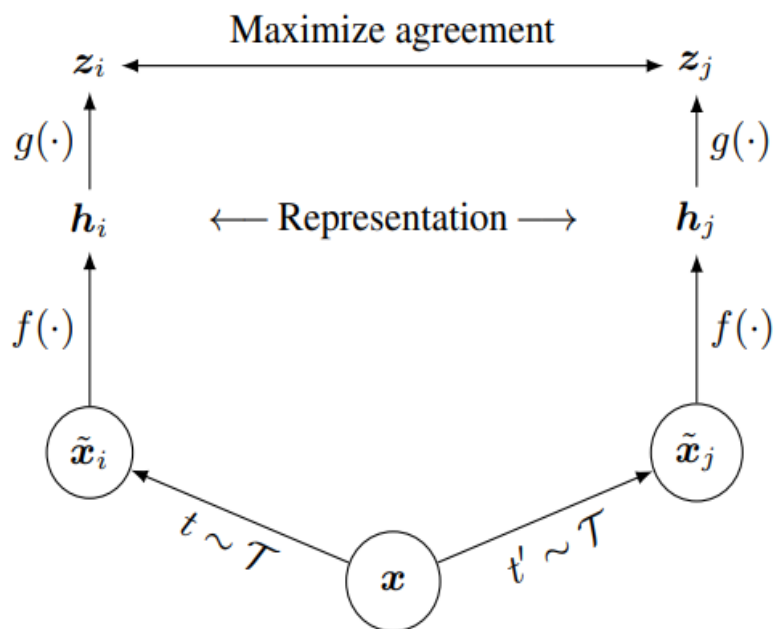 Maximize agreement
z_i z_j
g(·) g(·)
h_i ← Representation → h_j
f(·) f(·)
x̃_i x̃_j
t ∼ 𝒯 t' ∼ 𝒯
x